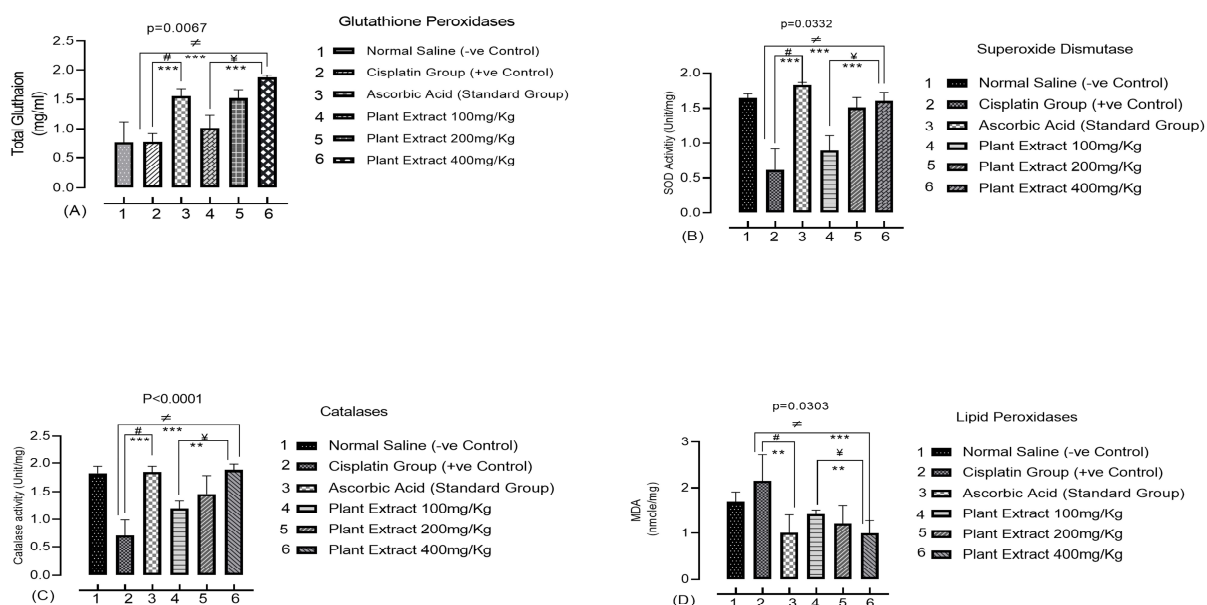 p=0.0067
Glutathione Peroxidases
Total Gluthaion
(mg/ml)
2.5
2.0
1.5
1.0
0.5
0.0
≠
# *** ¥
*** ***
1 2 3 4 5 6
(A)
1 Normal Saline (-ve Control)
2 Cisplatin Group (+ve Control)
3 Ascorbic Acid (Standard Group)
4 Plant Extract 100mg/Kg
5 Plant Extract 200mg/Kg
6 Plant Extract 400mg/Kg
p=0.0332
Superoxide Dismutase
SOD Activitiy (Unit/mg)
2.0
1.5
1.0
0.5
0.0
≠
# *** ¥
*** ***
1 2 3 4 5 6
(B)
1 Normal Saline (-ve Control)
2 Cisplatin Group (+ve Control)
3 Ascorbic Acid (Standard Group)
4 Plant Extract 100mg/Kg
5 Plant Extract 200mg/Kg
6 Plant Extract 400mg/Kg
P<0.0001
Catalases
Catalase activity (Unit/mg)
2.5
2.0
1.5
1.0
0.5
0.0
≠
***
# ¥
*** **
1 2 3 4 5 6
(C)
1 Normal Saline (-ve Control)
2 Cisplatin Group (+ve Control)
3 Ascorbic Acid (Standard Group)
4 Plant Extract 100mg/Kg
5 Plant Extract 200mg/Kg
6 Plant Extract 400mg/Kg
p=0.0303
Lipid Peroxidases
MDA
(nmcle/mg)
3
2
1
0
≠
# ***
** ¥
**
1 2 3 4 5 6
(D)
1 Normal Saline (-ve Control)
2 Cisplatin Group (+ve Control)
3 Ascorbic Acid (Standard Group)
4 Plant Extract 100mg/Kg
5 Plant Extract 200mg/Kg
6 Plant Extract 400mg/Kg